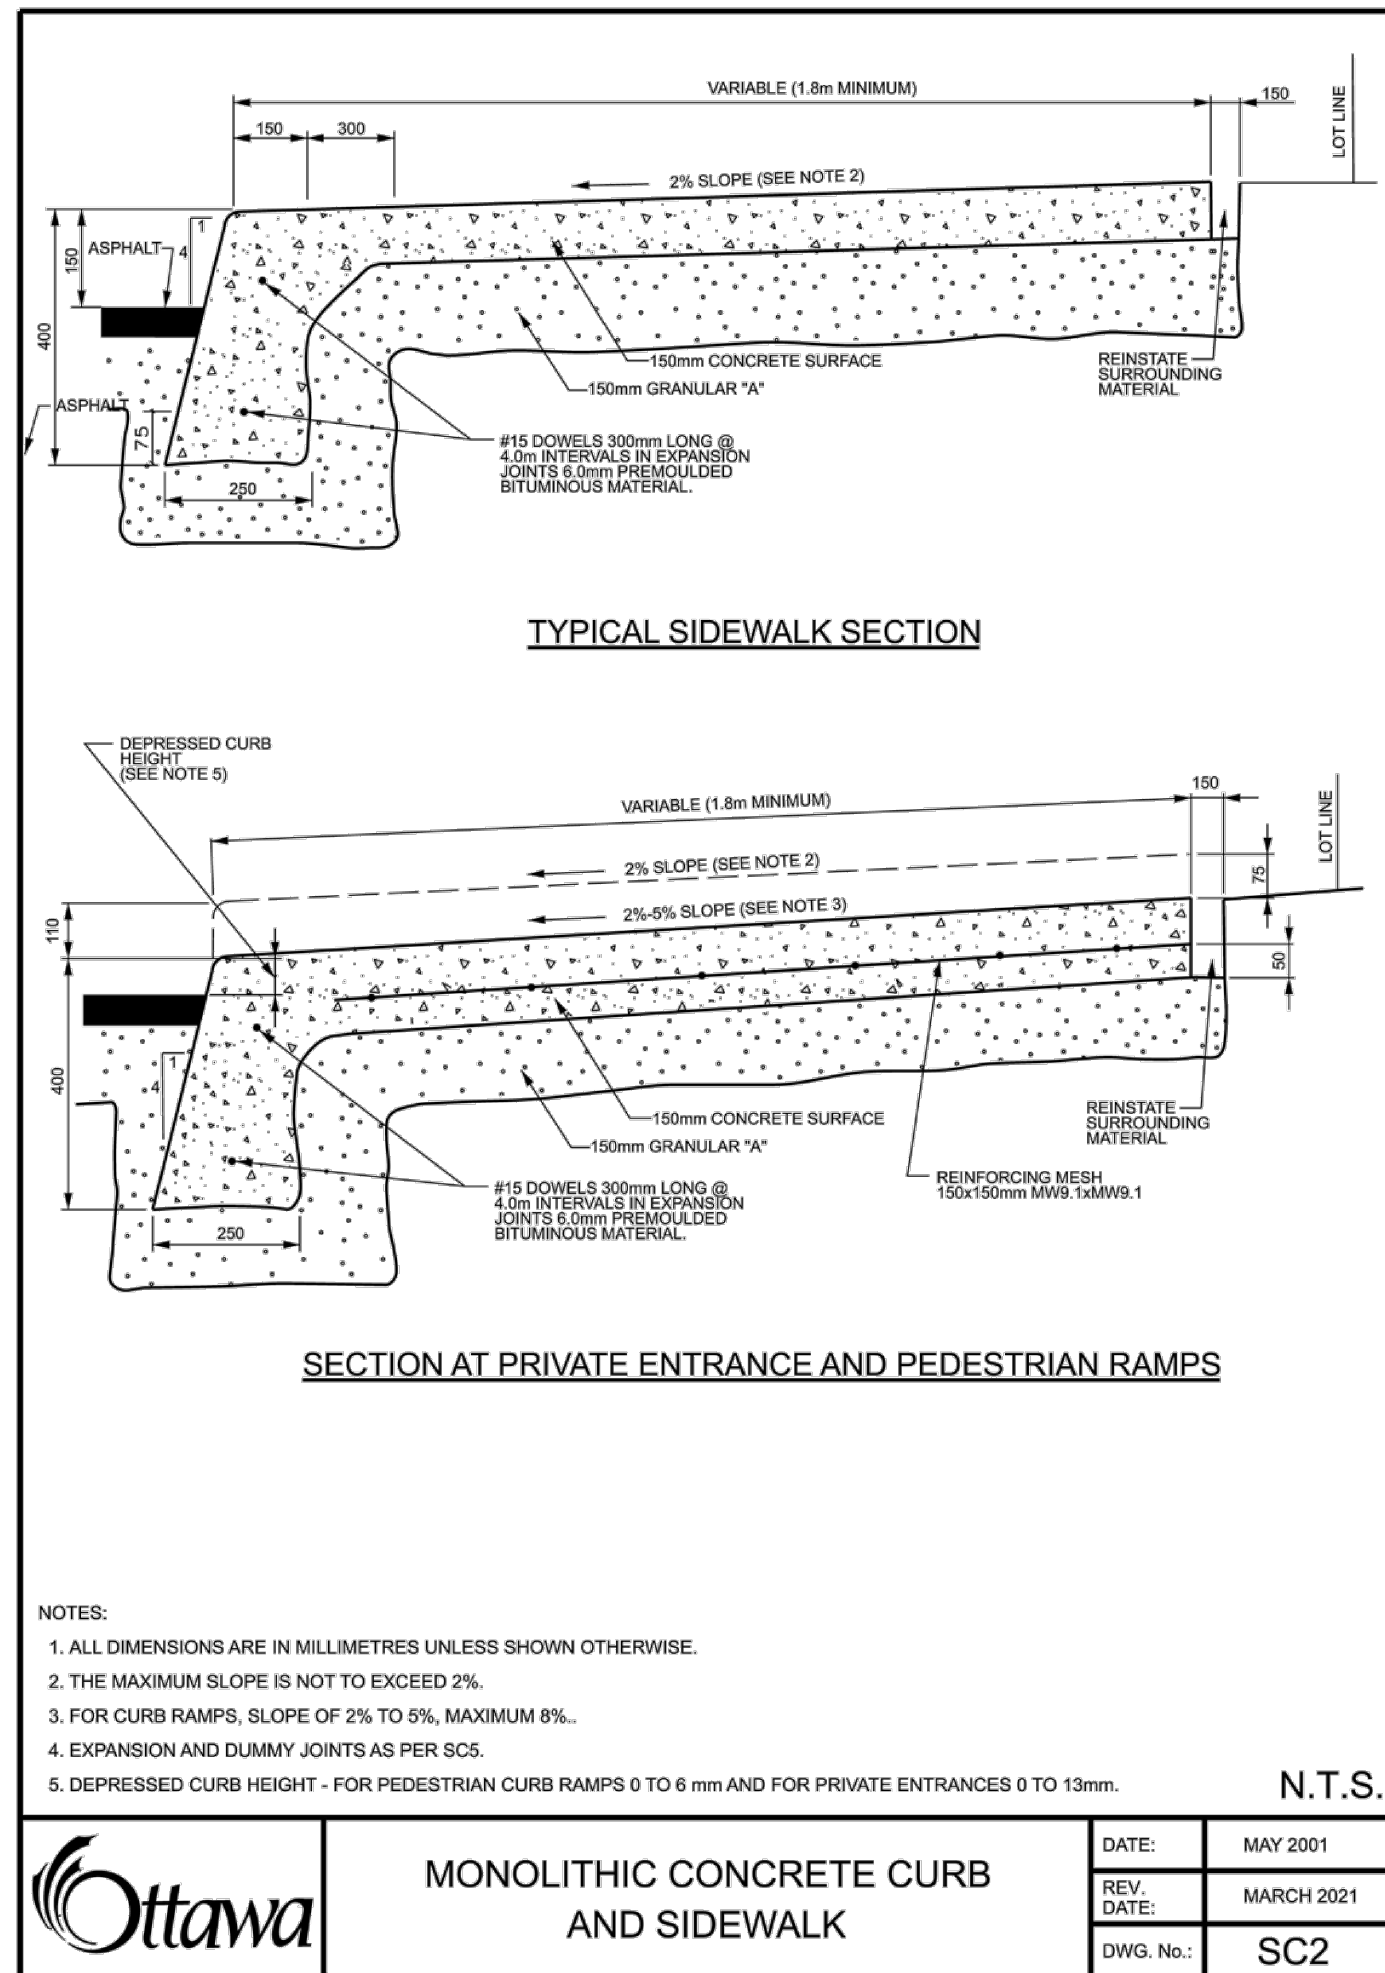 VARIABLE (1.8m MINIMUM)
150
LOT LINE
150
300
2% SLOPE (SEE NOTE 2)
1
4
ASPHALT
150
400
ASPHALT
75
250
150mm CONCRETE SURFACE
150mm GRANULAR "A"
REINSTATE
SURROUNDING
MATERIAL
#15 DOWELS 300mm LONG @
4.0m INTERVALS IN EXPANSION
JOINTS 6.0mm PREMOULDED
BITUMINOUS MATERIAL.
TYPICAL SIDEWALK SECTION
DEPRESSED CURB
HEIGHT
(SEE NOTE 5)
VARIABLE (1.8m MINIMUM)
150
LOT LINE
2% SLOPE (SEE NOTE 2)
75
2%-5% SLOPE (SEE NOTE 3)
110
50
1
4
400
150mm CONCRETE SURFACE
150mm GRANULAR "A"
REINSTATE
SURROUNDING
MATERIAL
REINFORCING MESH
150x150mm MW9.1xMW9.1
#15 DOWELS 300mm LONG @
4.0m INTERVALS IN EXPANSION
JOINTS 6.0mm PREMOULDED
BITUMINOUS MATERIAL.
250
SECTION AT PRIVATE ENTRANCE AND PEDESTRIAN RAMPS
NOTES:
1. ALL DIMENSIONS ARE IN MILLIMETRES UNLESS SHOWN OTHERWISE.
2. THE MAXIMUM SLOPE IS NOT TO EXCEED 2%.
3. FOR CURB RAMPS, SLOPE OF 2% TO 5%, MAXIMUM 8%..
4. EXPANSION AND DUMMY JOINTS AS PER SC5.
5. DEPRESSED CURB HEIGHT - FOR PEDESTRIAN CURB RAMPS 0 TO 6 mm AND FOR PRIVATE ENTRANCES 0 TO 13mm.
N.T.S.
Ottawa
MONOLITHIC CONCRETE CURB
AND SIDEWALK
DATE:
MAY 2001
REV.
DATE:
MARCH 2021
DWG. No.:
SC2